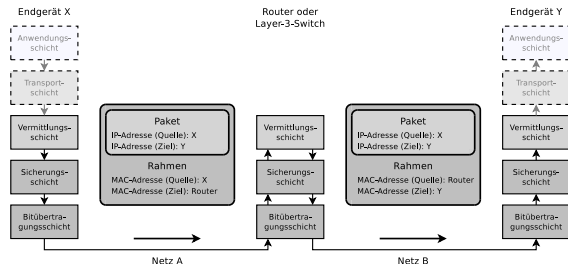 Endgerät X
Router oder
Layer-3-Switch
Endgerät Y
Anwendungs-
schicht
Transport-
schicht
Vermittlungs-
schicht
Sicherungs-
schicht
Bitübertra-
gungsschicht
Paket
IP-Adresse (Quelle): X
IP-Adresse (Ziel): Y
Rahmen
MAC-Adresse (Quelle): X
MAC-Adresse (Ziel): Router
Vermittlungs-
schicht
Sicherungs-
schicht
Bitübertra-
gungsschicht
Paket
IP-Adresse (Quelle): X
IP-Adresse (Ziel): Y
Rahmen
MAC-Adresse (Quelle): Router
MAC-Adresse (Ziel): Y
Anwendungs-
schicht
Transport-
schicht
Vermittlungs-
schicht
Sicherungs-
schicht
Bitübertra-
gungsschicht
Netz A
Netz B